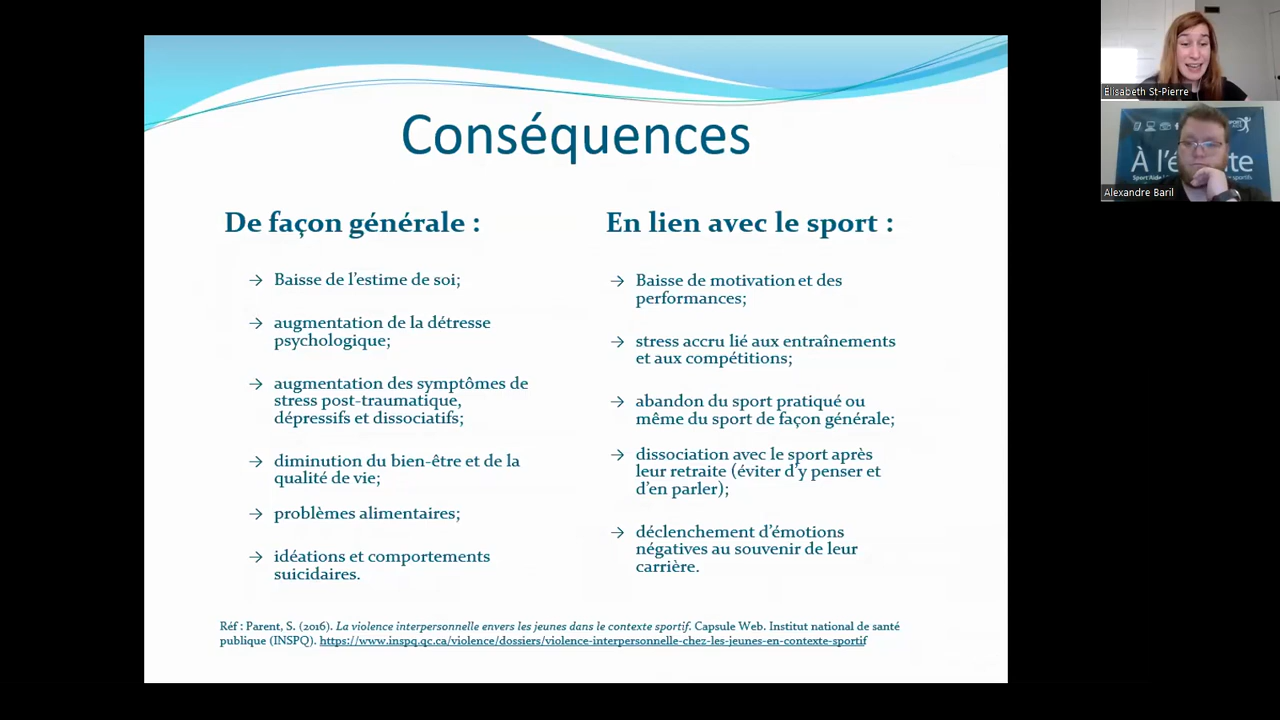 Conséquences
De façon générale :
→ Baisse de l'estime de soi;
→ augmentation de la détresse
psychologique;
→ augmentation des symptômes de
stress post-traumatique,
dépressifs et dissociatifs;
→ diminution du bien-être et de la
qualité de vie;
→ problèmes alimentaires;
→ idéations et comportements
suicidaires.
En lien avec le sport :
→ Baisse de motivation et des
performances;
→ stress accru lié aux entraînements
et aux compétitions;
→ abandon du sport pratiqué ou
même du sport de façon générale;
→ dissociation avec le sport après
leur retraite (éviter d'y penser et
d'en parler);
→ déclenchement d'émotions
négatives au souvenir de leur
carrière.
Réf : Parent, S. (2016). La violence interpersonnelle envers les jeunes dans le contexte sportif. Capsule Web. Institut national de santé
publique (INSPQ). https://www.inspq.qc.ca/violence/dossiers/violence-interpersonnelle-chez-les-jeunes-en-contexte-sportif
Elisabeth St-Pierre
À l'é te
Sport'Aide
Alexandre Baril